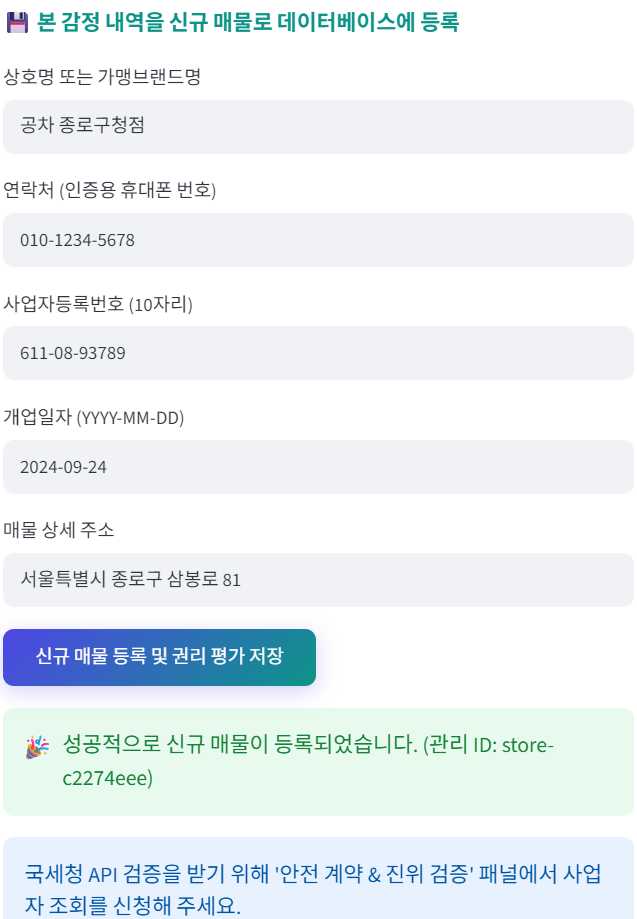 본 감정 내역을 신규 매물로 데이터베이스에 등록
상호명 또는 가맹브랜드명
공차 종로구청점
연락처 (인증용 휴대폰 번호)
010-1234-5678
사업자등록번호 (10자리)
611-08-93789
개업일자 (YYYY-MM-DD)
2024-09-24
매물 상세 주소
서울특별시 종로구 삼봉로 81
신규 매물 등록 및 권리 평가 저장
성공적으로 신규 매물이 등록되었습니다. (관리 ID: store-
c2274eee)
국세청 API 검증을 받기 위해 '안전 계약 & 진위 검증' 패널에서 사업
자 조회를 신청해 주세요.